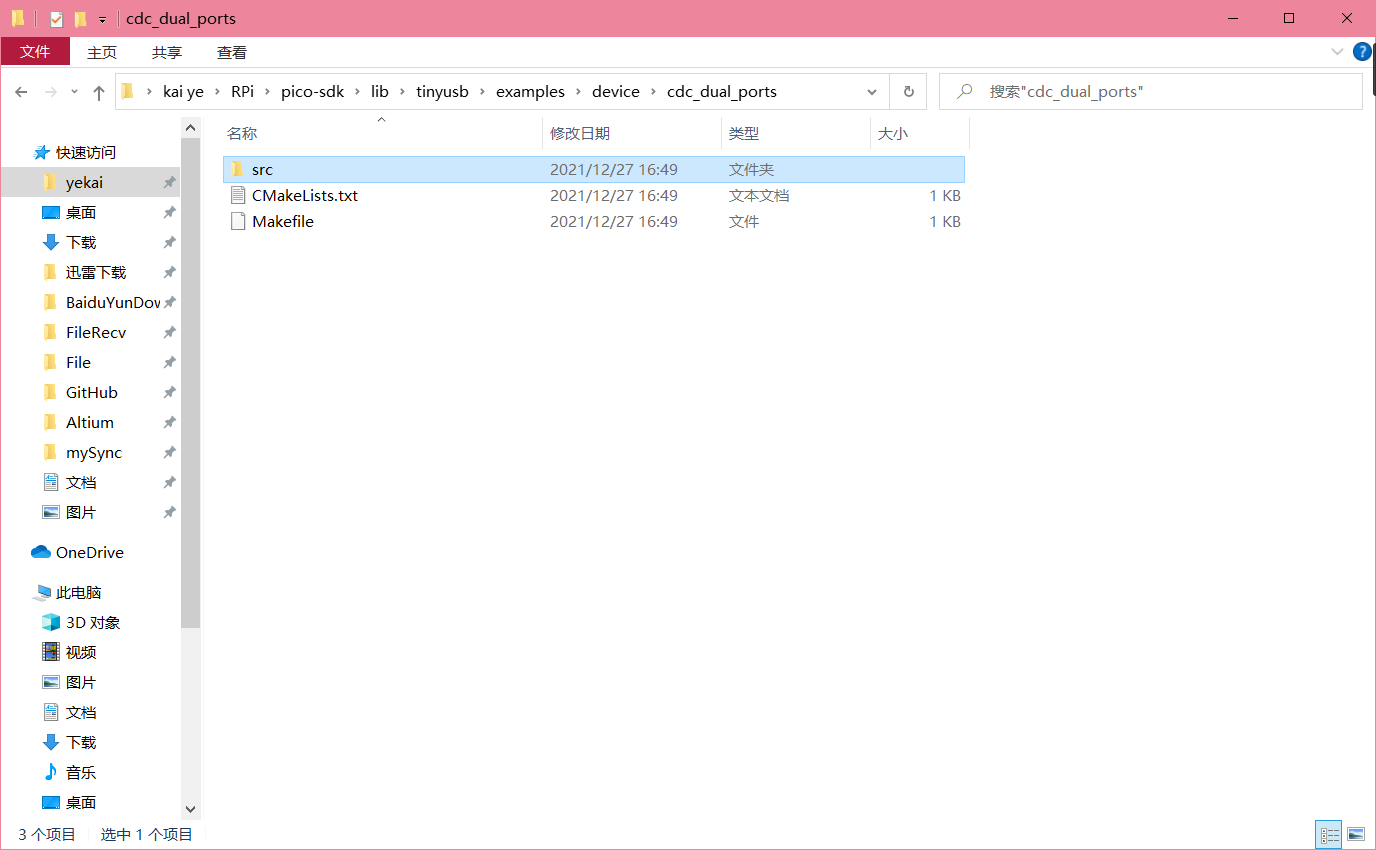 cdc_dual_ports
文件 主页 共享 查看
kai ye RPi pico-sdk lib tinyusb examples device cdc_dual_ports 搜索"cdc_dual_ports"
名称 修改日期 类型 大小
src 2021/12/27 16:49 文件夹
CMakeLists.txt 2021/12/27 16:49 文本文档 1 KB
Makefile 2021/12/27 16:49 文件 1 KB
快速访问
yekai
桌面
下载
迅雷下载
BaiduYunDov
FileRecv
File
GitHub
Altium
mySync
文档
图片
OneDrive
此电脑
3D 对象
视频
图片
文档
下载
音乐
桌面
3 个项目 选中 1 个项目